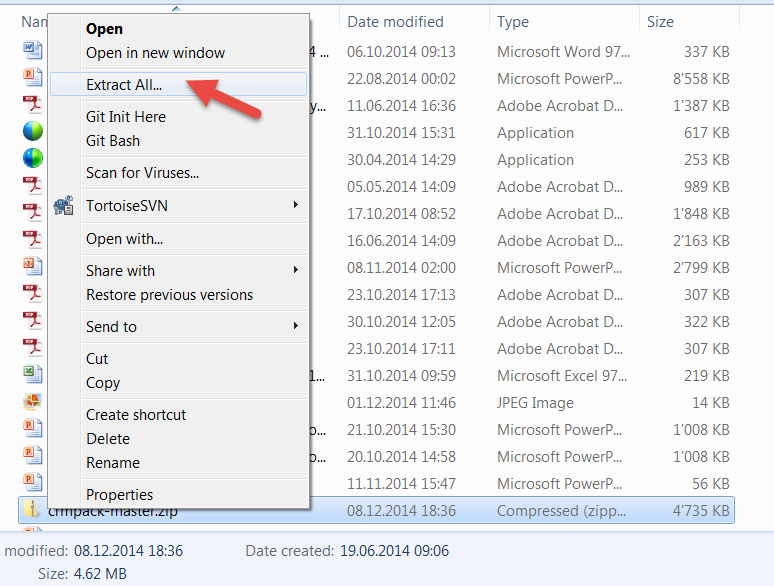 Nan Date modified Type Size
Open
Open in new window
4 ... 06.10.2014 09:13 Microsoft Word 97... 337 KB
22.08.2014 00:02 Microsoft PowerP... 8'558 KB
Extract All...
y... 11.06.2014 16:36 Adobe Acrobat D... 1'387 KB
Git Init Here
31.10.2014 15:31 Application 617 KB
Git Bash
30.04.2014 14:29 Application 253 KB
Scan for Viruses...
05.05.2014 14:09 Adobe Acrobat D... 989 KB
TortoiseSVN
17.10.2014 08:52 Adobe Acrobat D... 1'848 KB
Open with...
16.06.2014 14:09 Adobe Acrobat D... 2'163 KB
Share with
08.11.2014 02:00 Microsoft PowerP... 2'799 KB
Restore previous versions
23.10.2014 17:13 Adobe Acrobat D... 307 KB
Send to
30.10.2014 12:05 Adobe Acrobat D... 322 KB
23.10.2014 17:11 Adobe Acrobat D... 307 KB
Cut
Copy
1... 31.10.2014 09:59 Microsoft Excel 97... 219 KB
01.12.2014 11:46 JPEG Image 14 KB
Create shortcut
o... 21.10.2014 15:30 Microsoft PowerP... 1'008 KB
Delete
o... 20.10.2014 14:58 Microsoft PowerP... 1'008 KB
Rename
11.11.2014 15:47 Microsoft PowerP... 56 KB
Properties
crmpack-master.zip 08.12.2014 18:36 Compressed (zipp... 4'735 KB
modified: 08.12.2014 18:36 Date created: 19.06.2014 09:06
Size: 4.62 MB